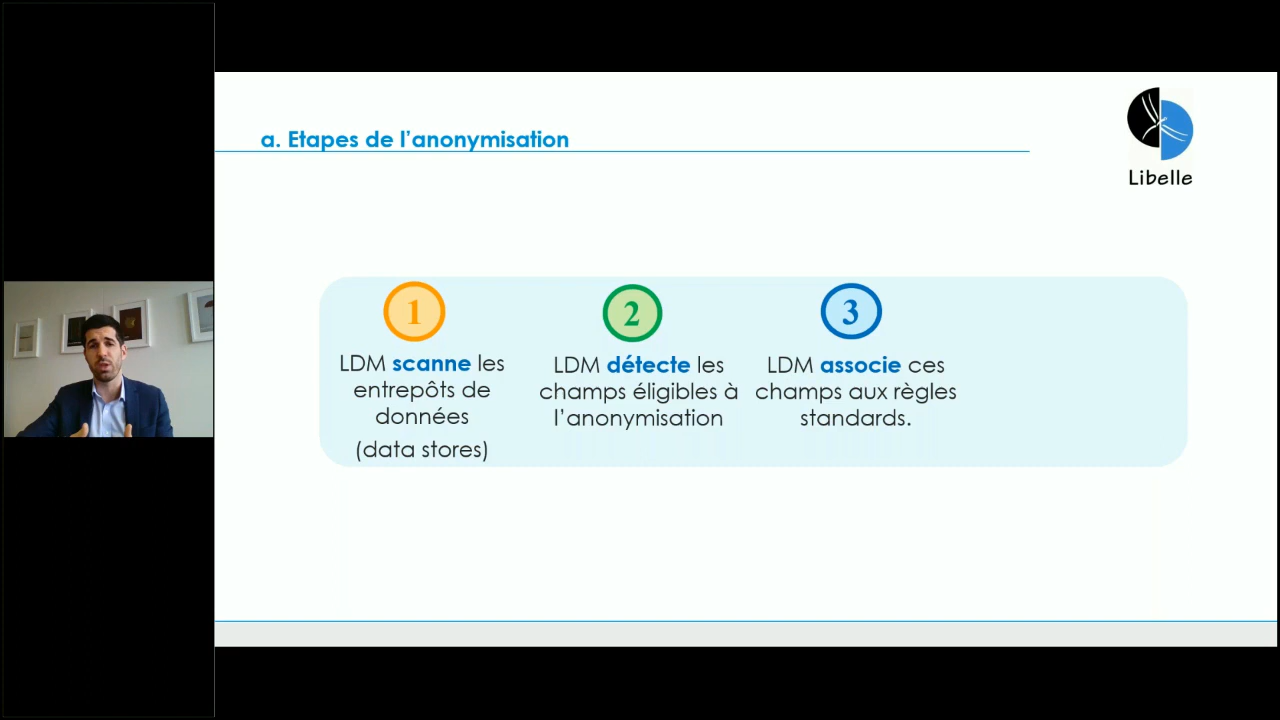 a. Etapes de l'anonymisation
Libelle
1
LDM scanne les
entrepôts de
données
(data stores)
2
LDM détecte les
champs éligibles à
l'anonymisation
3
LDM associe ces
champs aux règles
standards.